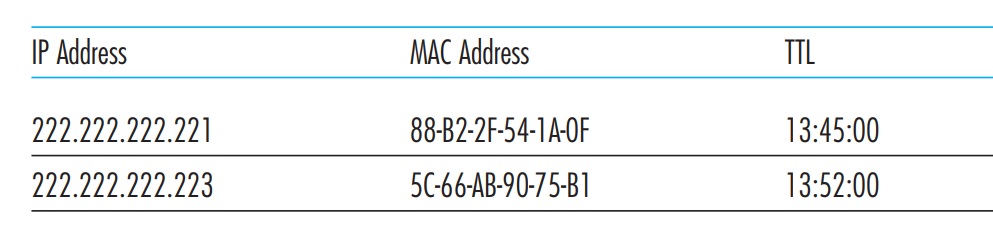 IP Address MAC Address TTL
222.222.222.221 88-B2-2F-54-1A-0F 13:45:00
222.222.222.223 5C-66-AB-90-75-B1 13:52:00